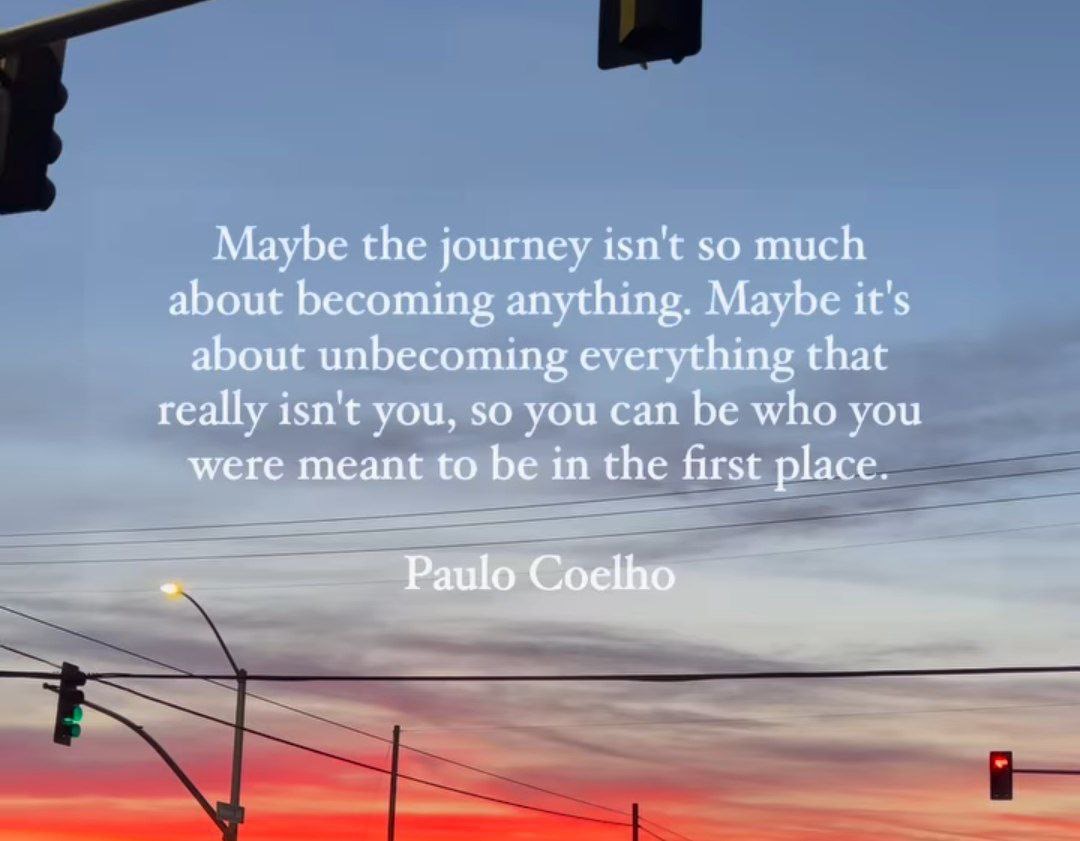 Maybe the journey isn't so much
about becoming anything. Maybe it's
about unbecoming everything that
really isn't you, so you can be who you
were meant to be in the first place.
Paulo Coelho